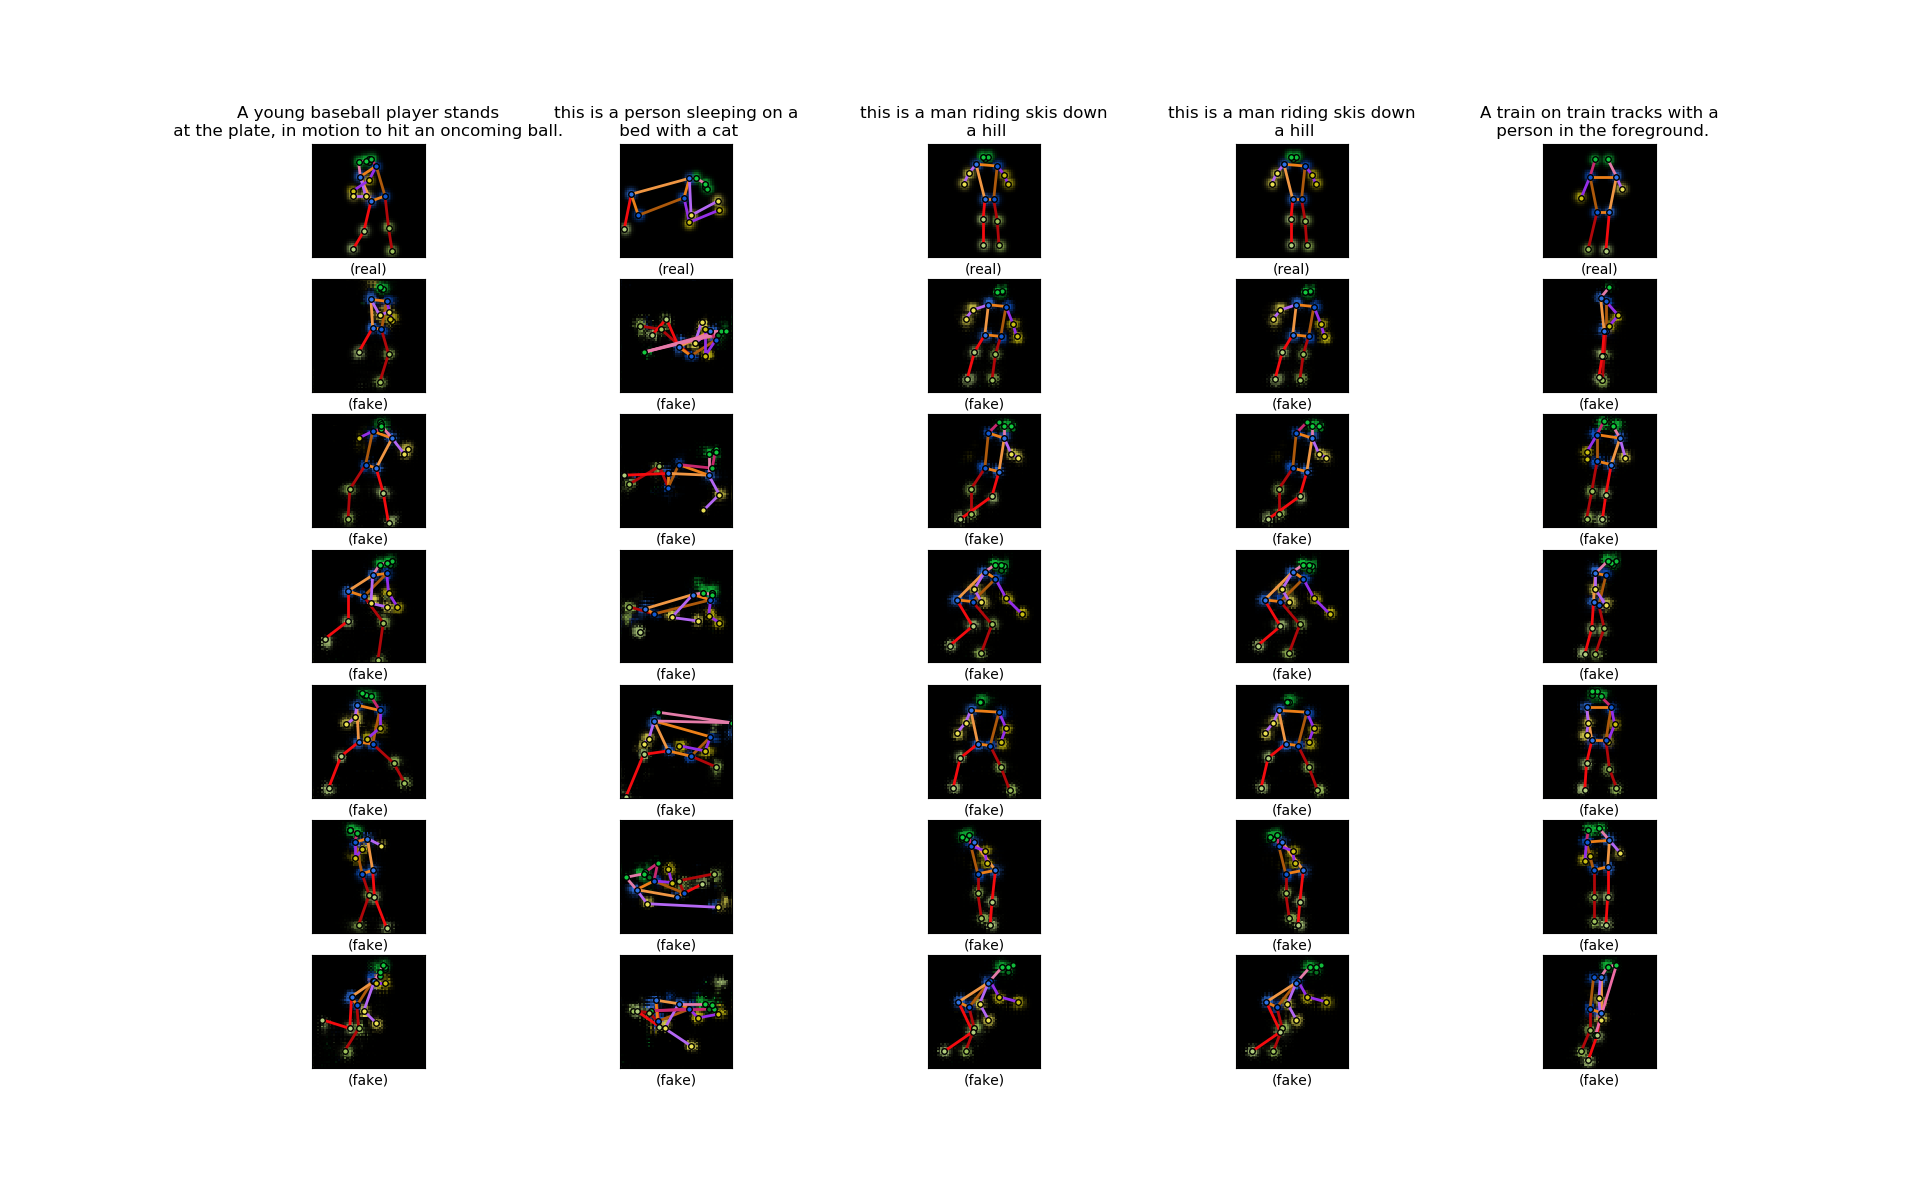 A young baseball player stands
at the plate, in motion to hit an oncoming ball.
this is a person sleeping on a
bed with a cat
this is a man riding skis down
a hill
this is a man riding skis down
a hill
A train on train tracks with a
person in the foreground.
(real) (real) (real) (real) (real)
(fake) (fake) (fake) (fake) (fake)
(fake) (fake) (fake) (fake) (fake)
(fake) (fake) (fake) (fake) (fake)
(fake) (fake) (fake) (fake) (fake)
(fake) (fake) (fake) (fake) (fake)
(fake) (fake) (fake) (fake) (fake)